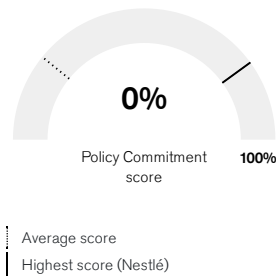 0%
Policy Commitment
score
100%
Average score
Highest score (Nestlé)